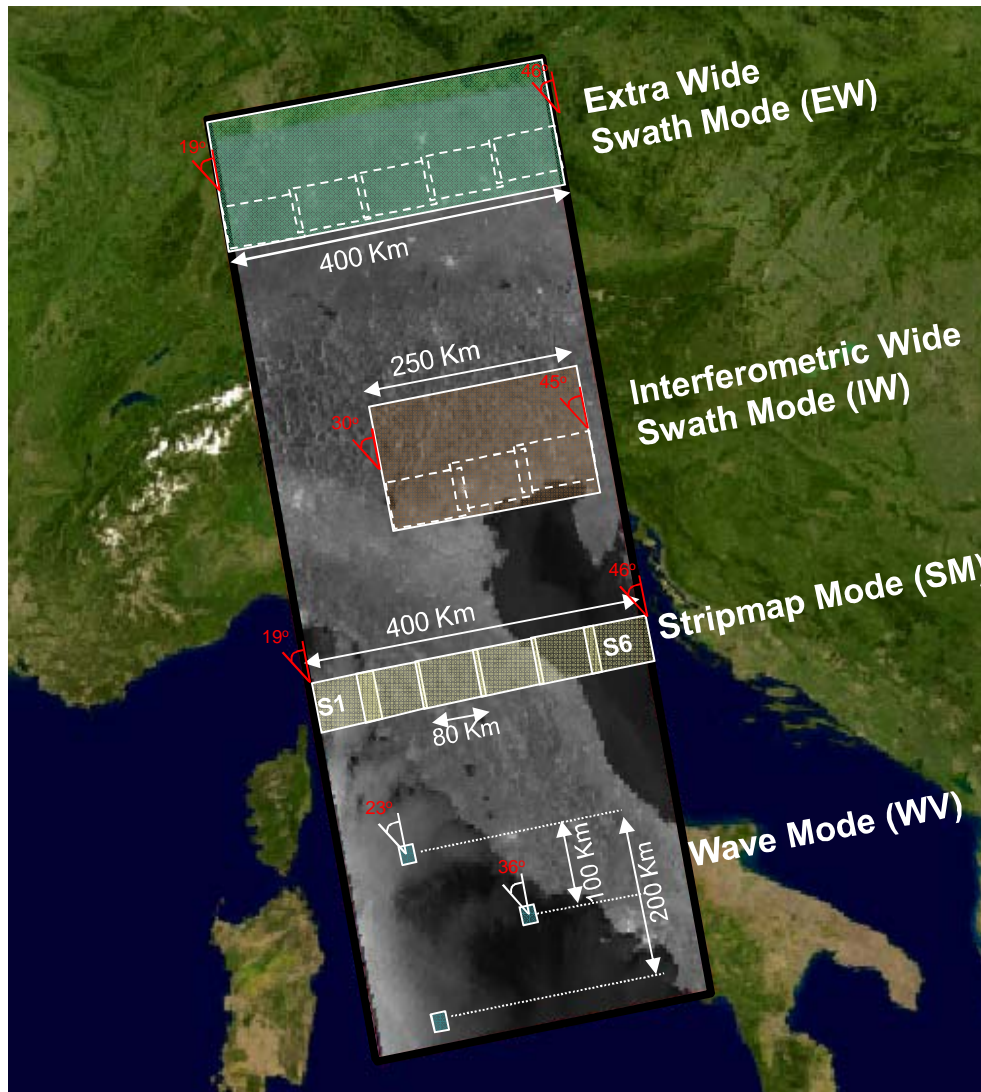 46º
Extra Wide
Swath Mode (EW)
19º
400 Km
250 Km
Interferometric Wide
Swath Mode (IW)
45º
30º
46º
400 Km
Stripmap Mode (SM)
19º
S6
S1
80 Km
23º
Wave Mode (WV)
36º
100 Km
200 Km